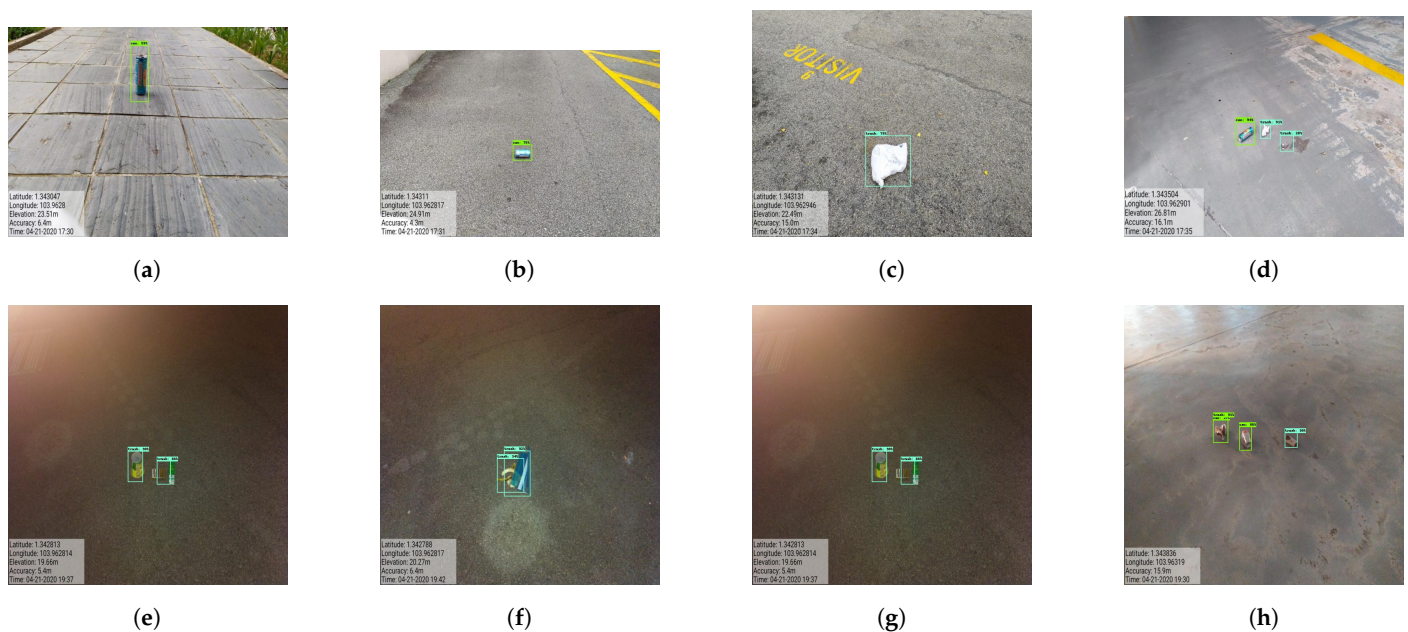 VISITOR
9
Latitude: 1.343047
Longitude: 103.9628
Elevation: 23.51m
Accuracy: 6.4m
Time: 04-21-2020 17:30
Latitude: 1.34311
Longitude: 103.962817
Elevation: 24.91m
Accuracy: 4.3m
Time: 04-21-2020 17:31
Latitude: 1.343131
Longitude: 103.962946
Elevation: 22.49m
Accuracy: 15.0m
Time: 04-21-2020 17:34
Latitude: 1.343504
Longitude: 103.962901
Elevation: 26.81m
Accuracy: 16.1m
Time: 04-21-2020 17:35
(a)
(b)
(c)
(d)
Latitude: 1.342813
Longitude: 103.962814
Elevation: 19.66m
Accuracy: 5.4m
Time: 04-21-2020 19:37
Latitude: 1.342788
Longitude: 103.962817
Elevation: 20.27m
Accuracy: 6.4m
Time: 04-21-2020 19:42
Latitude: 1.342813
Longitude: 103.962814
Elevation: 19.66m
Accuracy: 5.4m
Time: 04-21-2020 19:37
Latitude: 1.343836
Longitude: 103.96319
Accuracy: 15.9m
Time: 04-21-2020 19:30
(e)
(f)
(g)
(h)